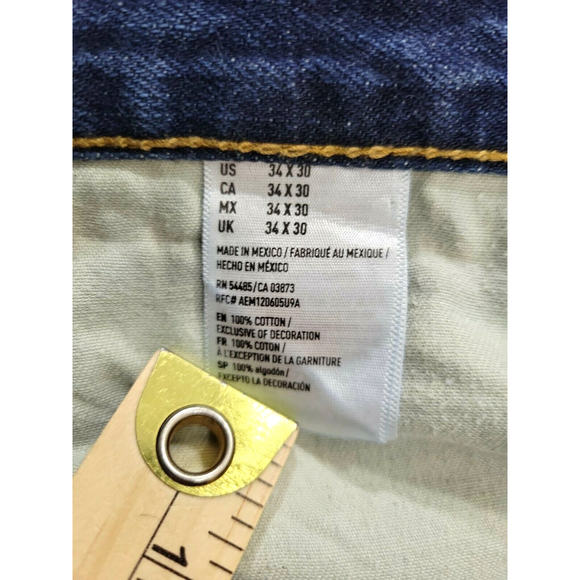 US 34 X 30
CA 34 X 30
MX 34 X 30
UK 34 X 30
MADE IN MEXICO / FABRIQUÉ AU MEXIQUE /
HECHO EN MÉXICO
RN 54485/CA 03873
RFC# AEM120605U9A
EN 100% COTTON /
EXCLUSIVE OF DECORATION
FR 100% COTON /
À L'EXCEPTION DE LA GARNITURE
SP 100% algodón /
EXCEPTO LA DECORACIÓN
1